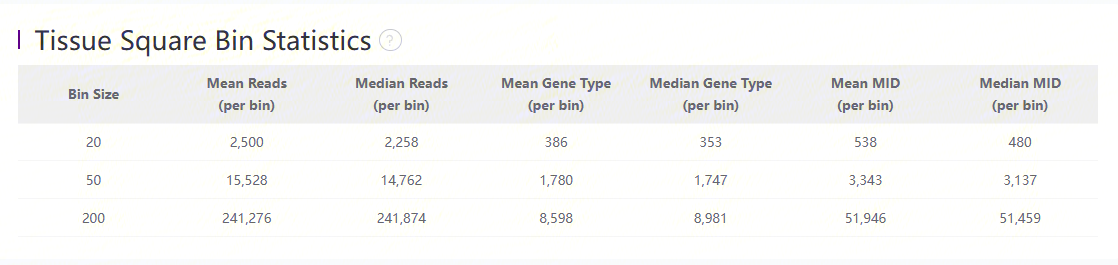 Tissue Square Bin Statistics ?
Bin Size Mean Reads (per bin) Median Reads (per bin) Mean Gene Type (per bin) Median Gene Type (per bin) Mean MID (per bin) Median MID (per bin)
20 2,500 2,258 386 353 538 480
50 15,528 14,762 1,780 1,747 3,343 3,137
200 241,276 241,874 8,598 8,981 51,946 51,459